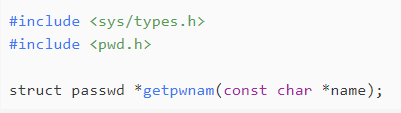 #include <sys/types.h>
#include <pwd.h>
struct passwd *getpwnam(const char *name);